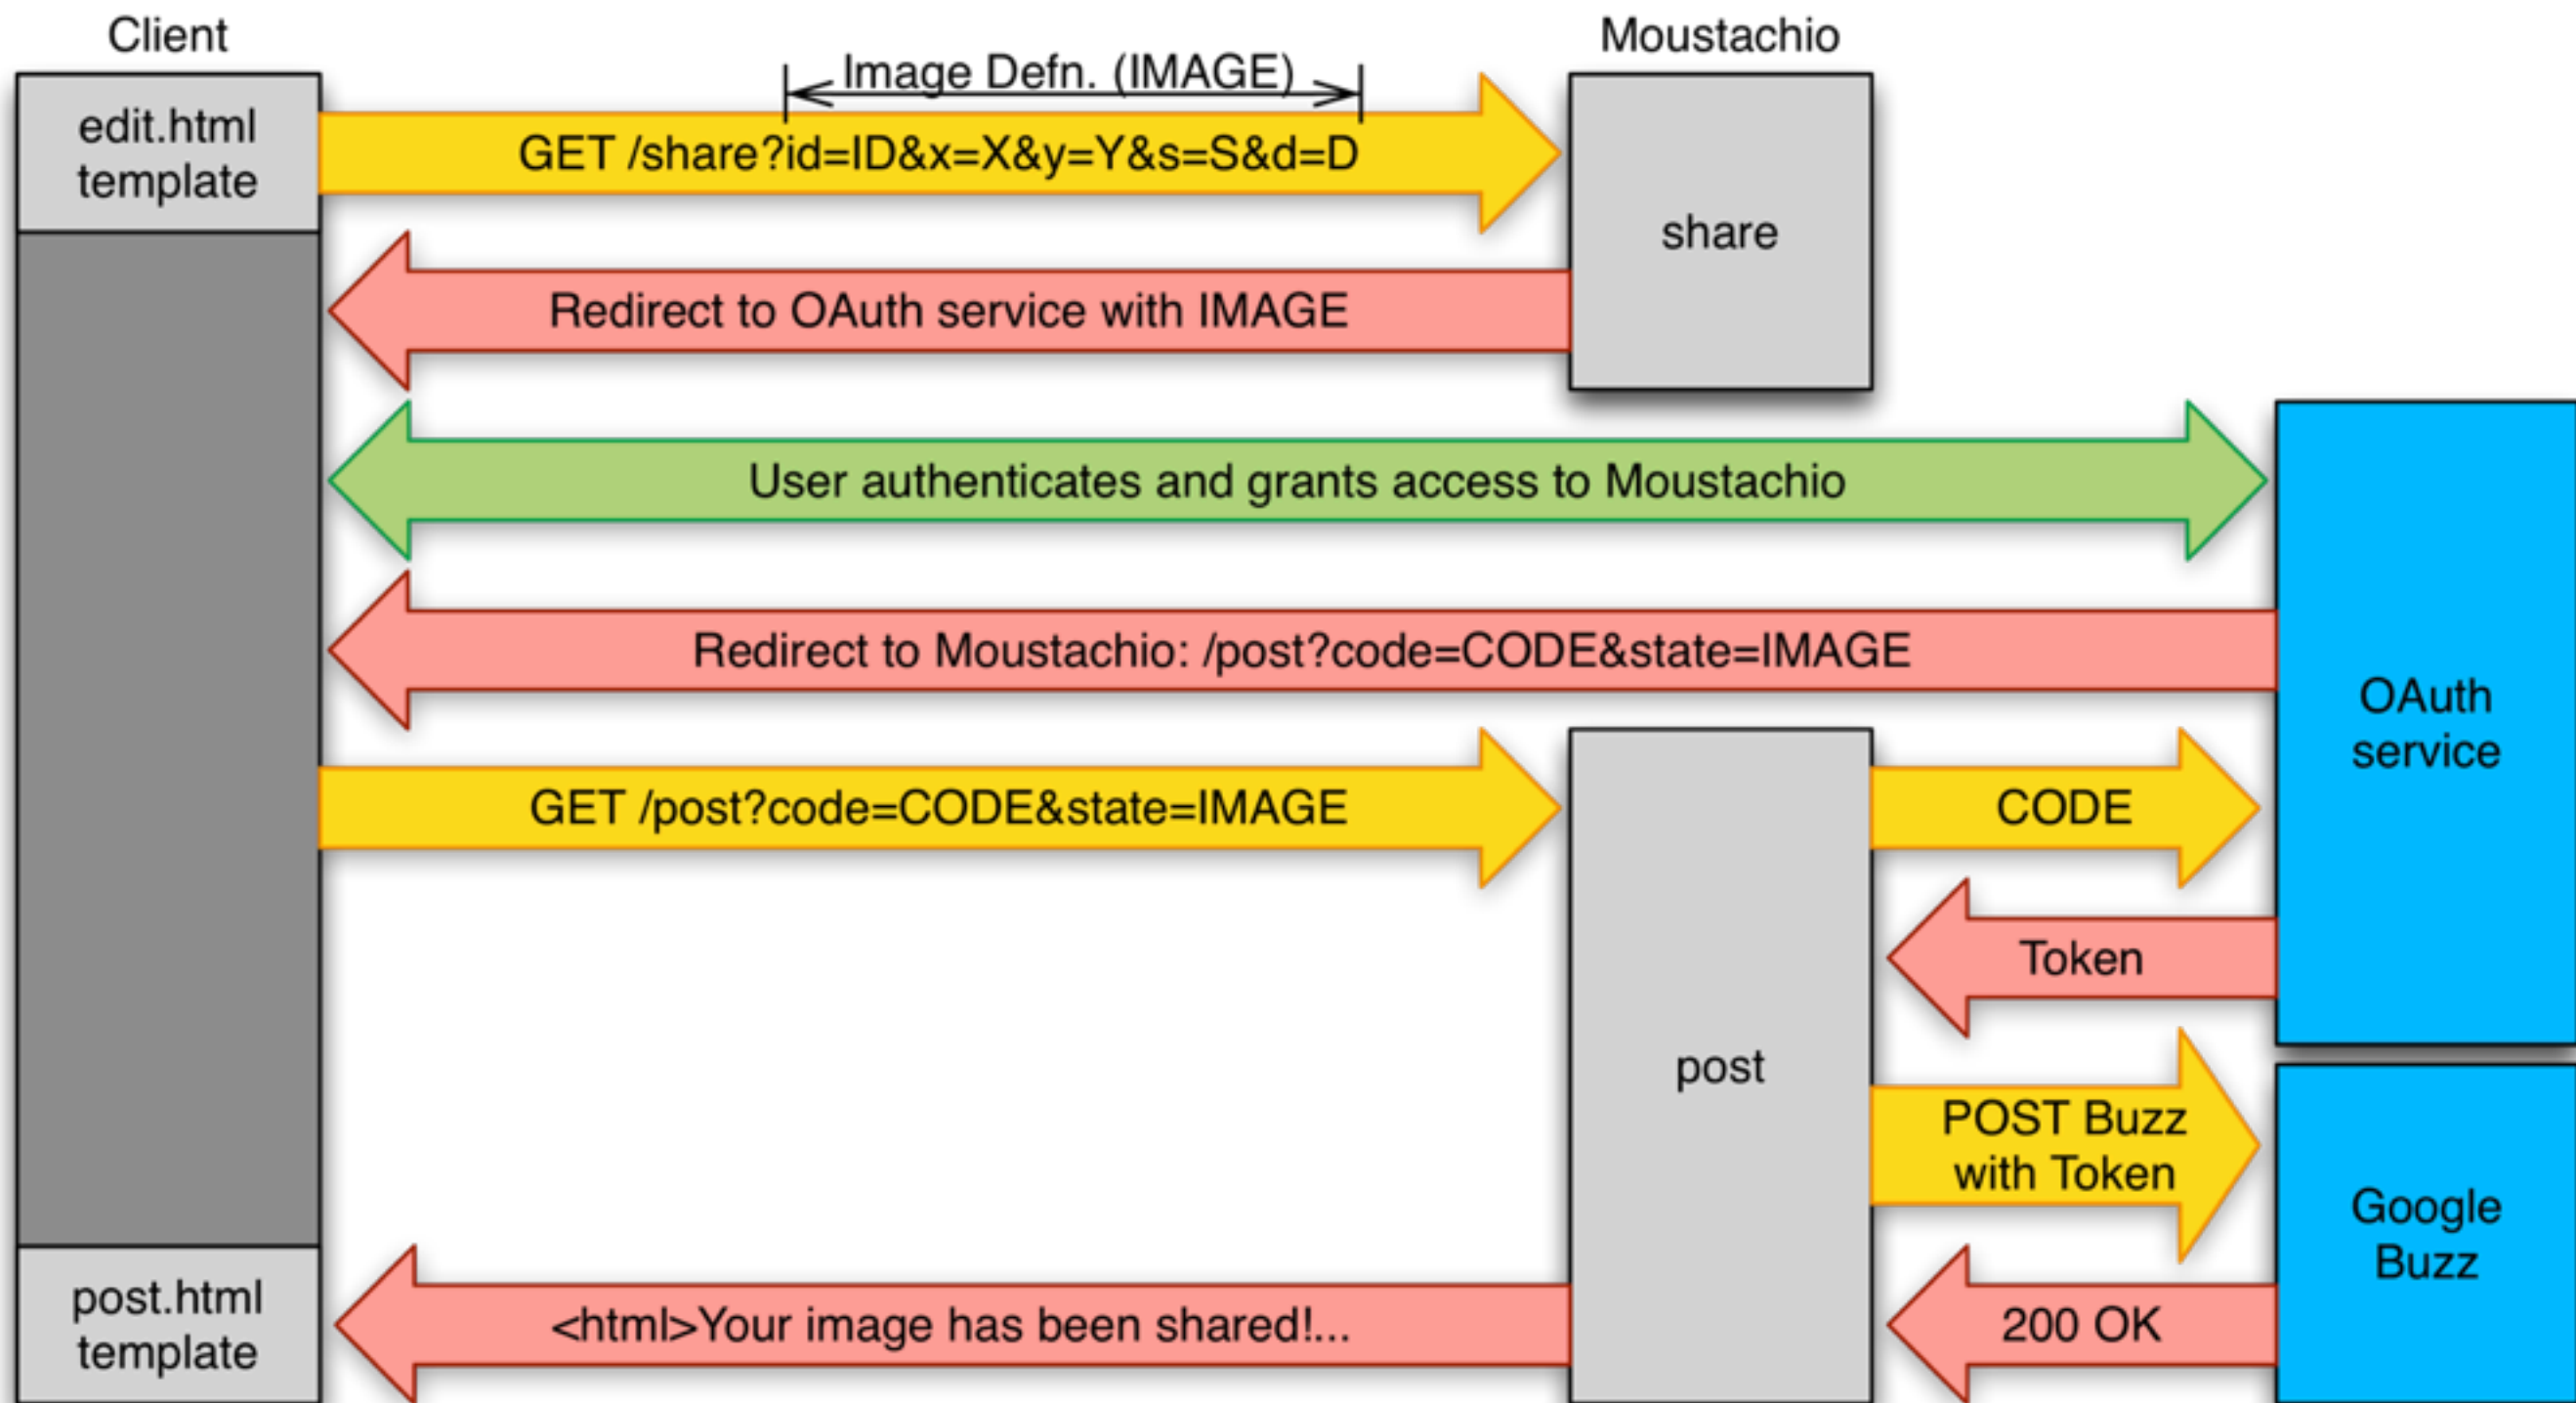 Client
Moustachio
Image Defn. (IMAGE)
edit.html
template
GET /share?id=ID&x=X&y=Y&s=S&d=D
share
Redirect to OAuth service with IMAGE
User authenticates and grants access to Moustachio
Redirect to Moustachio: /post?code=CODE&state=IMAGE
OAuth
service
GET /post?code=CODE&state=IMAGE
CODE
Token
post
POST Buzz
with Token
Google
Buzz
post.html
template
<html>Your image has been shared!...
200 OK